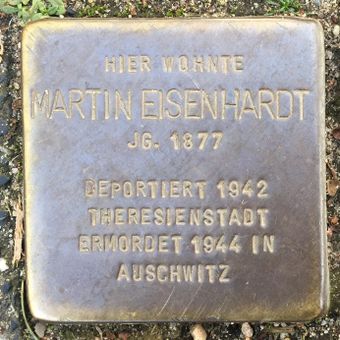 HIER WOHNTE
MARTIN EISENHARDT
JG. 1877
DEPORTIERT 1942
THERESIENSTADT
ERMORDET 1944 IN
AUSCHWITZ